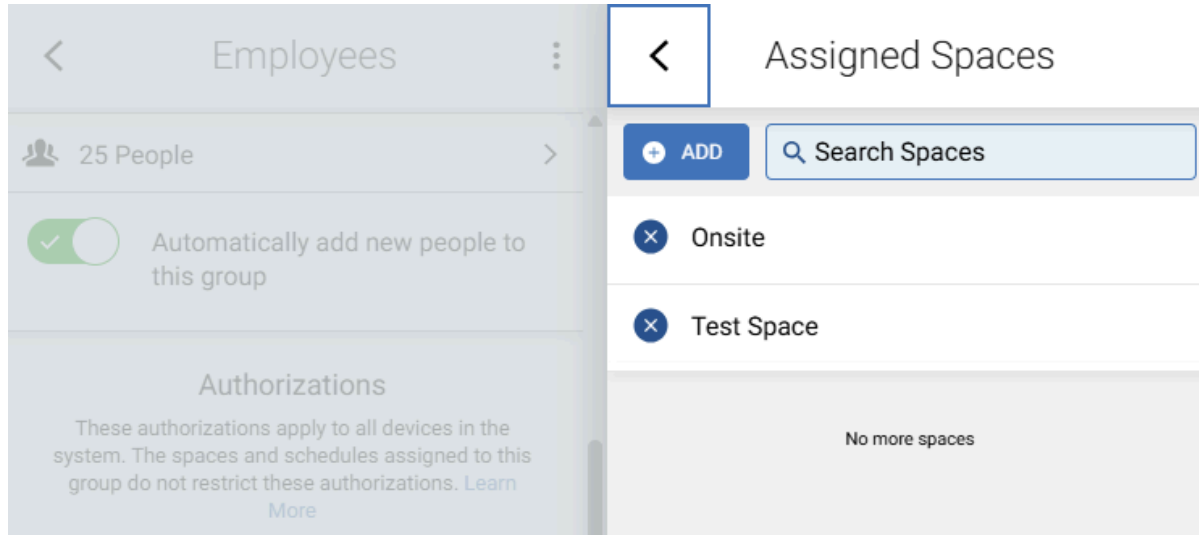 Employees
25 People
Automatically add new people to
this group
Authorizations
These authorizations apply to all devices in the
system. The spaces and schedules assigned to this
group do not restrict these authorizations. Learn
More
Assigned Spaces
ADD
Search Spaces
Onsite
Test Space
No more spaces